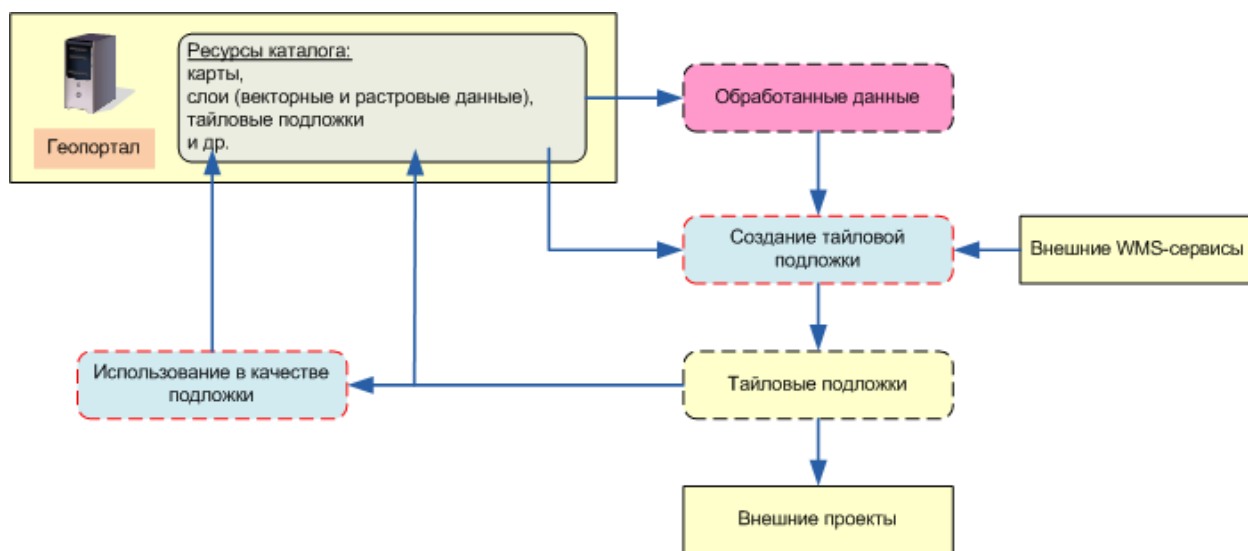 Ресурсы каталога:
карты,
слои (векторные и растровые данные),
тайловые подложки
и др.
Геопортал
Обработанные данные
Создание тайловой
подложки
Внешние WMS-сервисы
Использование в качестве
подложки
Тайловые подложки
Внешние проекты